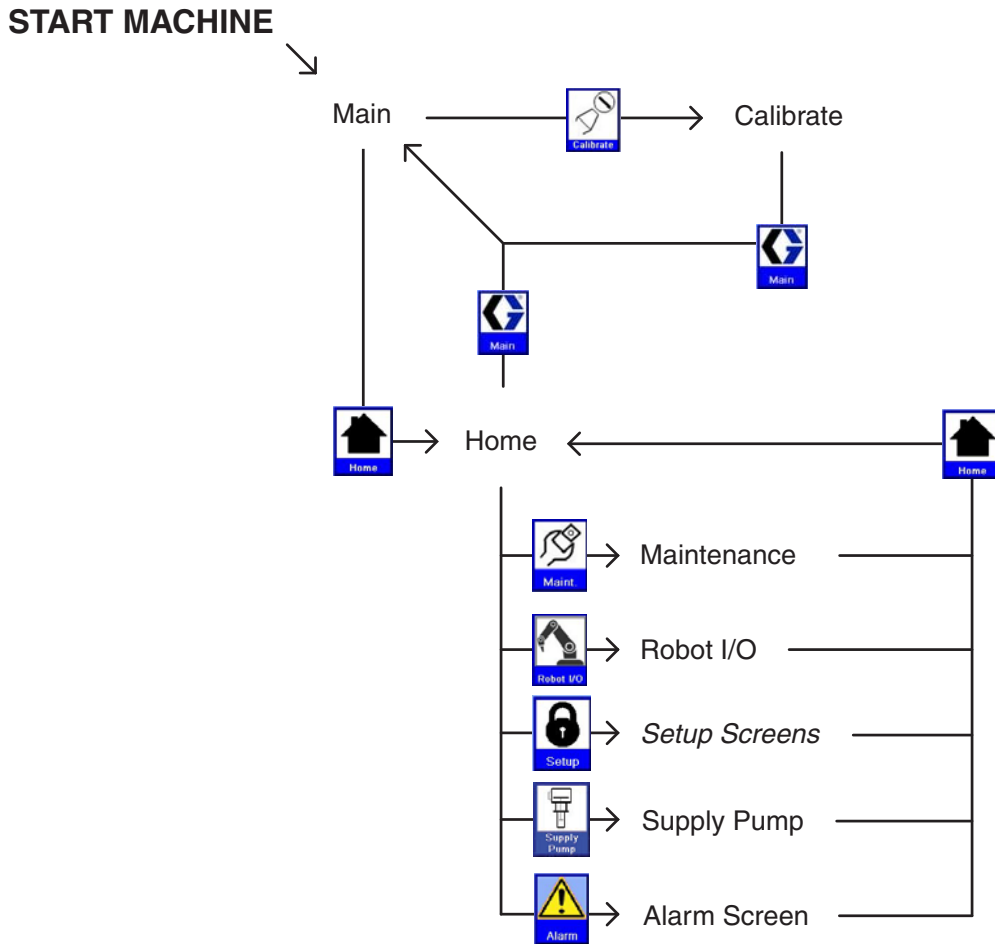 START MACHINE
Main
Calibrate
Calibrate
Main
Main
Home
Home
Home
Maint.
Maintenance
Robot I/O
Robot I/O
Setup
Setup Screens
Supply
Pump
Supply Pump
Alarm
Alarm Screen